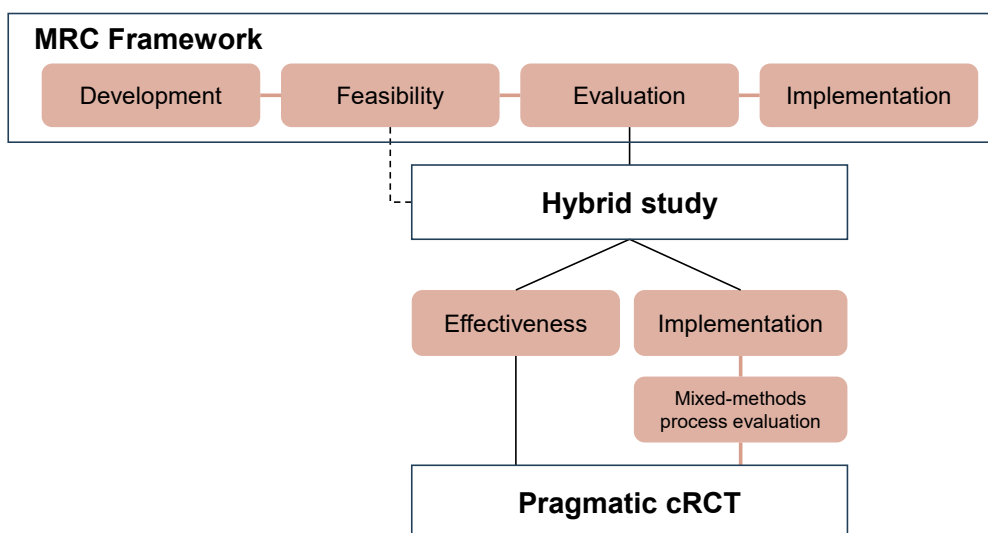 MRC Framework
Development
Feasibility
Evaluation
Implementation
Hybrid study
Effectiveness
Implementation
Mixed-methods
process evaluation
Pragmatic cRCT